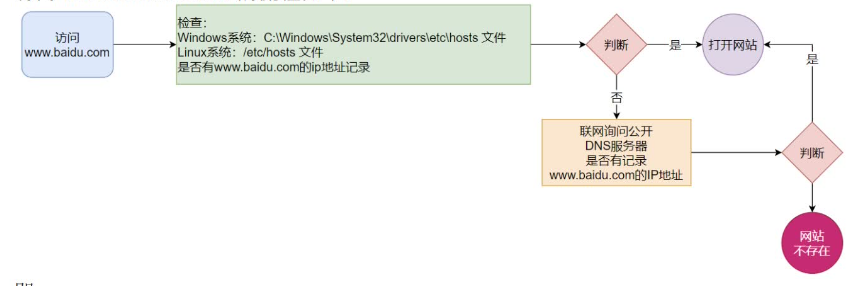 访问
www.baidu.com
检查：
Windows系统：C:\Windows\System32\drivers\etc\hosts 文件
Linux系统：/etc/hosts 文件
是否有www.baidu.com的ip地址记录
判断
是
打开网站
是
否
联网询问公开
DNS服务器
是否有记录
www.baidu.com的IP地址
判断
网站
不存在